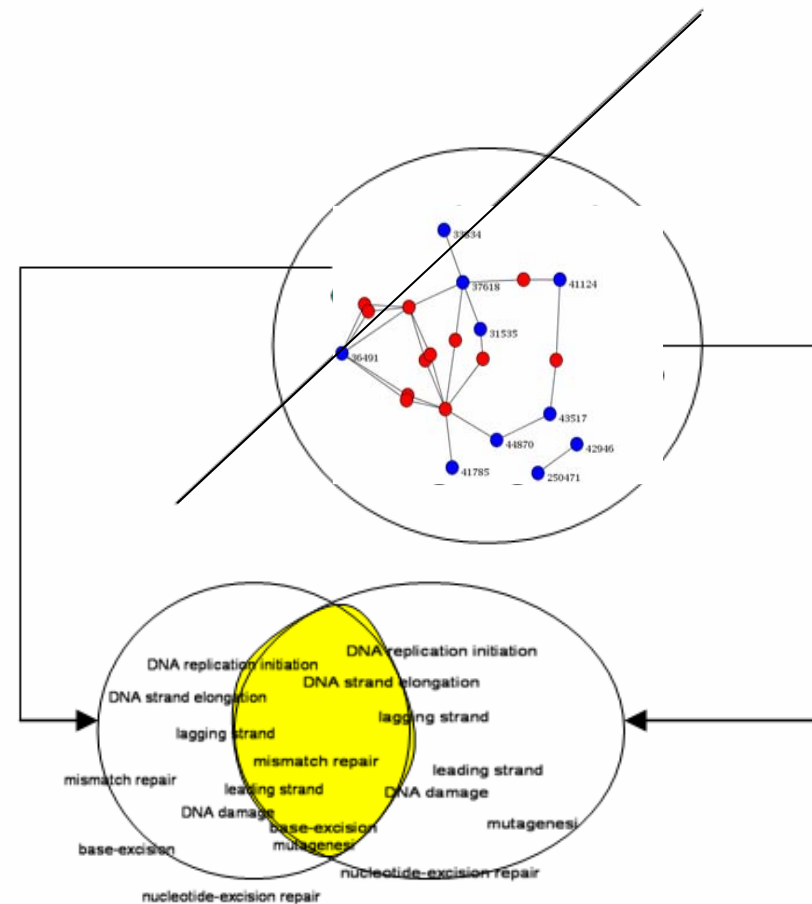 33834
37618
41124
31535
36491
43517
44870
42946
41785
250471
DNA replication initiation
DNA replication initiation
DNA strand elongation
DNA strand elongation
lagging strand
lagging strand
mismatch repair
leading strand
mismatch repair
leading strand
DNA damage
DNA damage
mutagenesi
base-excision
mutagenesi
base-excision
nucleotide-excision repair
nucleotide-excision repair